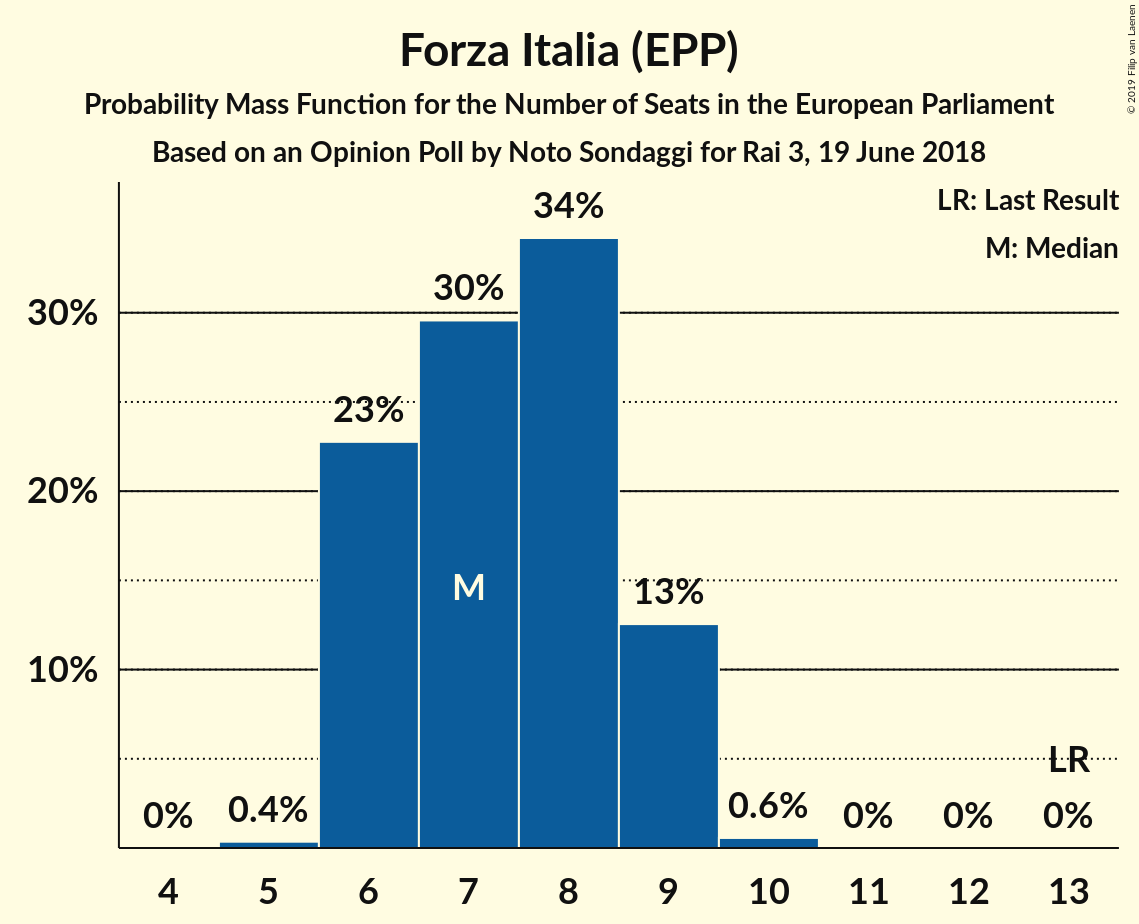 Forza Italia (EPP)
Probability Mass Function for the Number of Seats in the European Parliament
Based on an Opinion Poll by Noto Sondaggi for Rai 3, 19 June 2018
© 2019 Filip van Laenen
LR: Last Result
M: Median
34%
30%
30%
23%
20%
M
13%
10%
LR
0%
0.4%
0.6%
0%
0%
0%
4
5
6
7
8
9
10
11
12
13